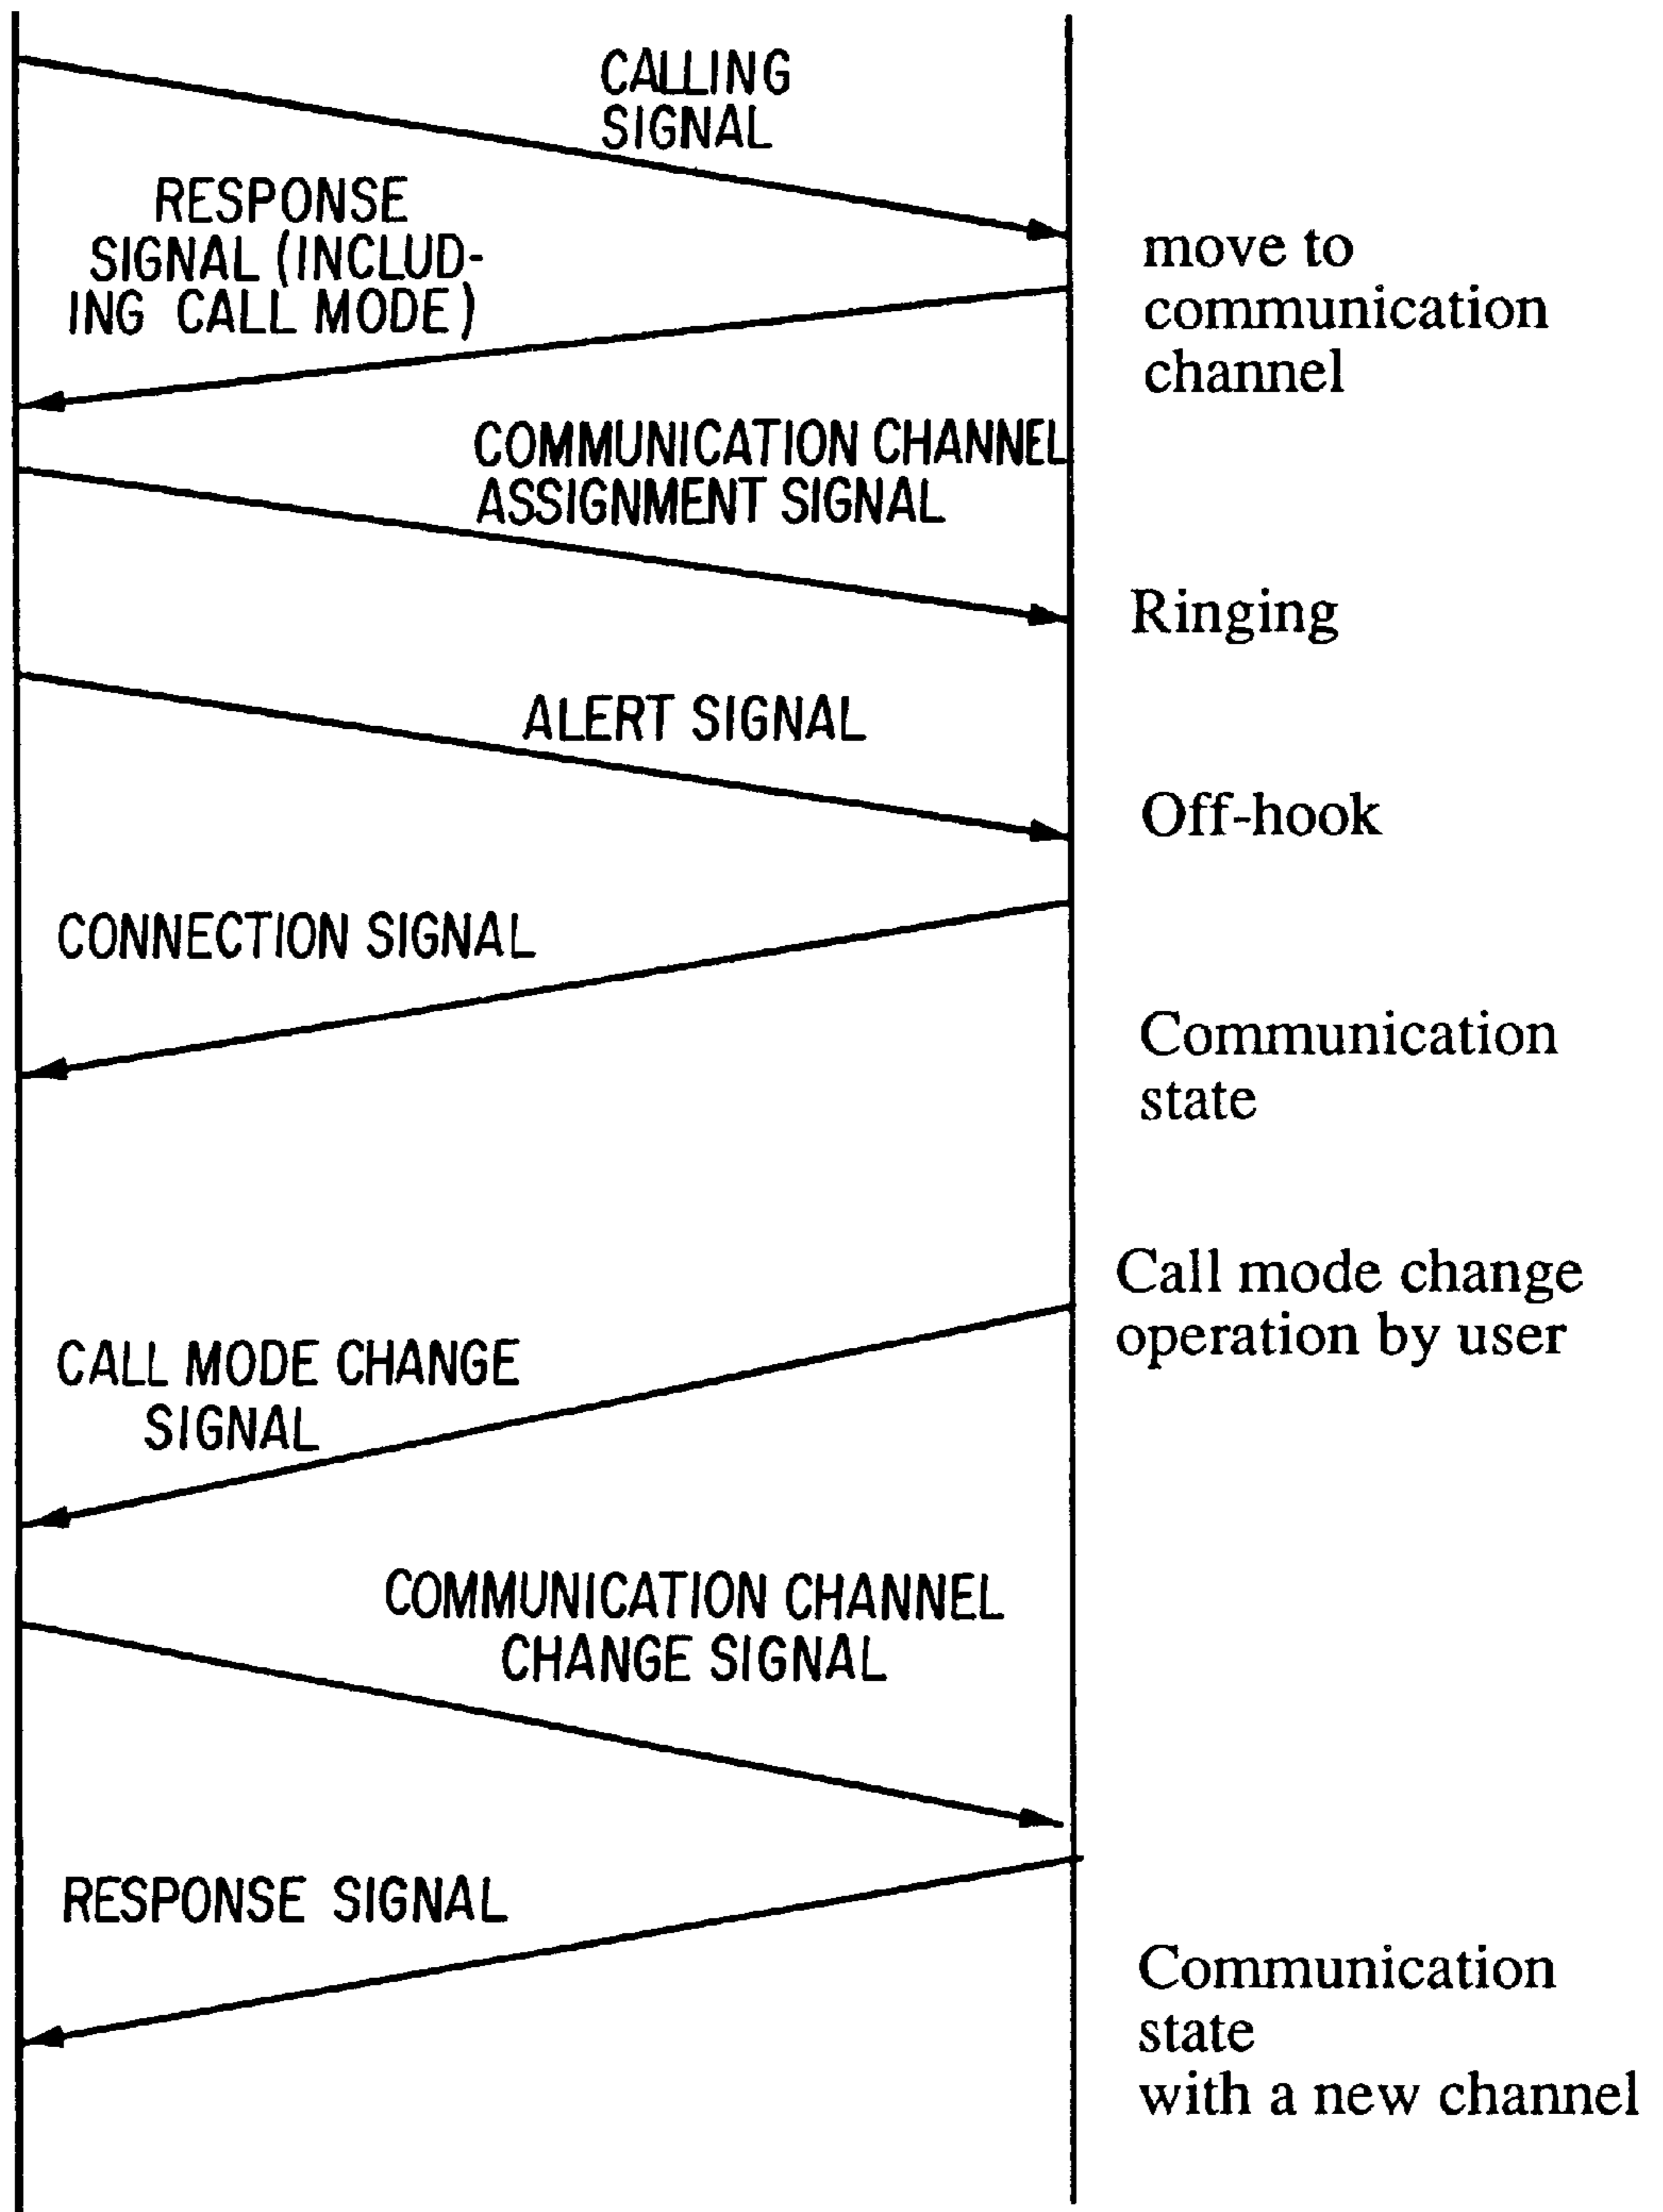 CALLING
SIGNAL
RESPONSE
SIGNAL (INCLUD-
ING CALL MODE)
move to
communication
channel
COMMUNICATION CHANNEL
ASSIGNMENT SIGNAL
Ringing
ALERT SIGNAL
Off-hook
CONNECTION SIGNAL
Communication
state
Call mode change
operation by user
CALL MODE CHANGE
SIGNAL
COMMUNICATION CHANNEL
CHANGE SIGNAL
RESPONSE SIGNAL
Communication
state
with a new channel